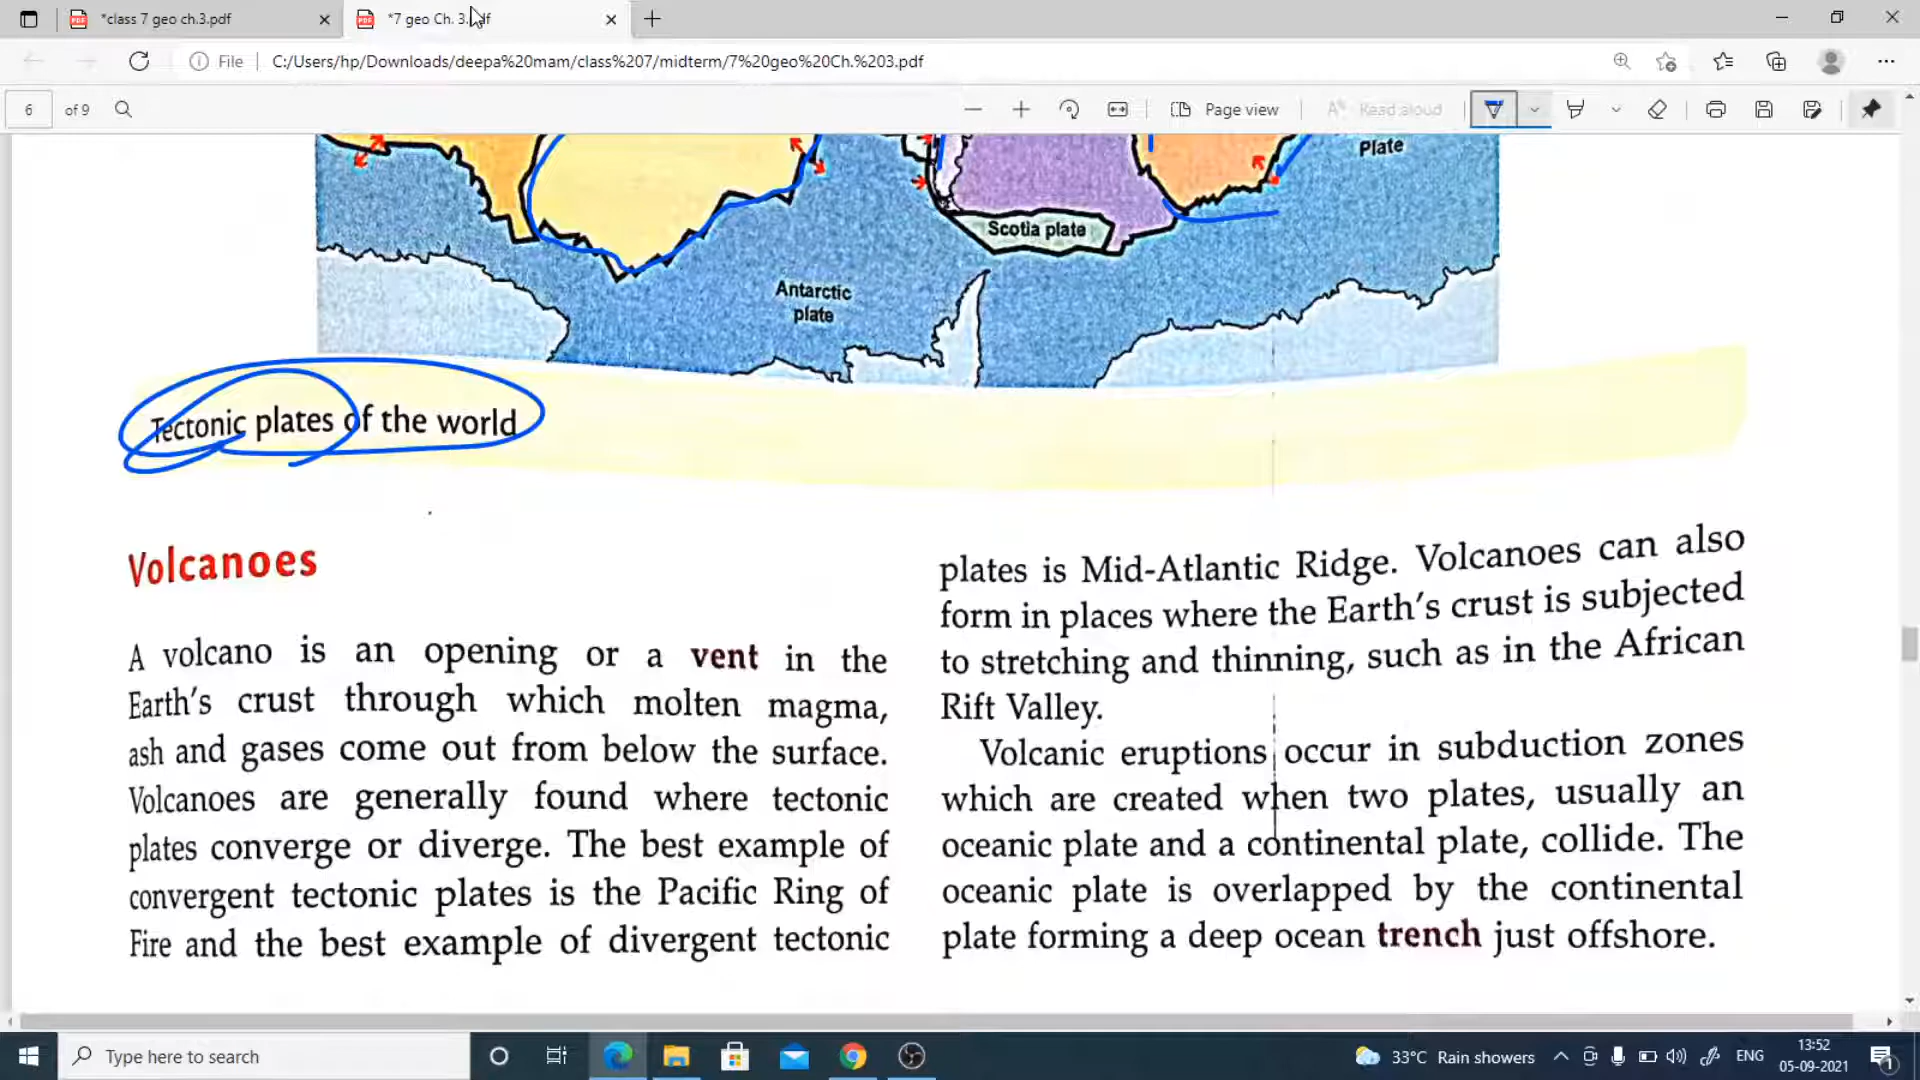 *class 7 geo ch.3.pdf
*7 geo Ch. 3.pdf
File
C:/Users/hp/Downloads/deepa%20mam/class%207/midterm/7%20geo%20Ch.%203.pdf
6 of 9
Page view
Read aloud
Plate
Scotia plate
Antarctic
plate
Tectonic plates of the world
Volcanoes
A volcano is an opening or a vent in the
Earth's crust through which molten magma,
ash and gases come out from below the surface.
Volcanoes are generally found where tectonic
plates converge or diverge. The best example of
convergent tectonic plates is the Pacific Ring of
Fire and the best example of divergent tectonic
plates is Mid-Atlantic Ridge. Volcanoes can also
form in places where the Earth's crust is subjected
to stretching and thinning, such as in the African
Rift Valley.
Volcanic eruptions occur in subduction zones
which are created when two plates, usually an
oceanic plate and a continental plate, collide. The
oceanic plate is overlapped by the continental
plate forming a deep ocean trench just offshore.
Type here to search
33°C Rain showers
ENG
13:52
05-09-2021
1